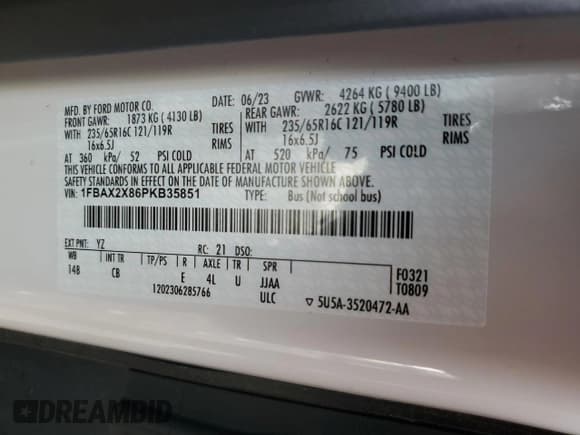 MFD. BY FORD MOTOR CO.
DATE: 06/23 GVWR: 4264 KG ( 9400 LB)
FRONT GAWR: 1873 KG ( 4130 LB) REAR GAWR: 2622 KG ( 5780 LB)
WITH 235/65R16C 121/119R TIRES WITH 235/65R16C 121/119R TIRES
16x6.5J RIMS 16x6.5J RIMS
AT 360 kPa/ 52 PSI COLD AT 520 kPa/ 75 PSI COLD
THIS VEHICLE CONFORMS TO ALL APPLICABLE FEDERAL MOTOR VEHICLE
SAFETY STANDARDS IN EFFECT ON THE DATE OF MANUFACTURE SHOWN ABOVE.
VIN: 1FBAX2X86PKB35851 TYPE: Bus (Not school bus)
EXT PNT: YZ RC: 21 DSO:
WB INT TR TP/PS R AXLE TR SPR F0321
148 CB E 4L U JJAA T0809
ULC
1202306285766 ▽ 5U5A-3520472-AA
DREAMBID